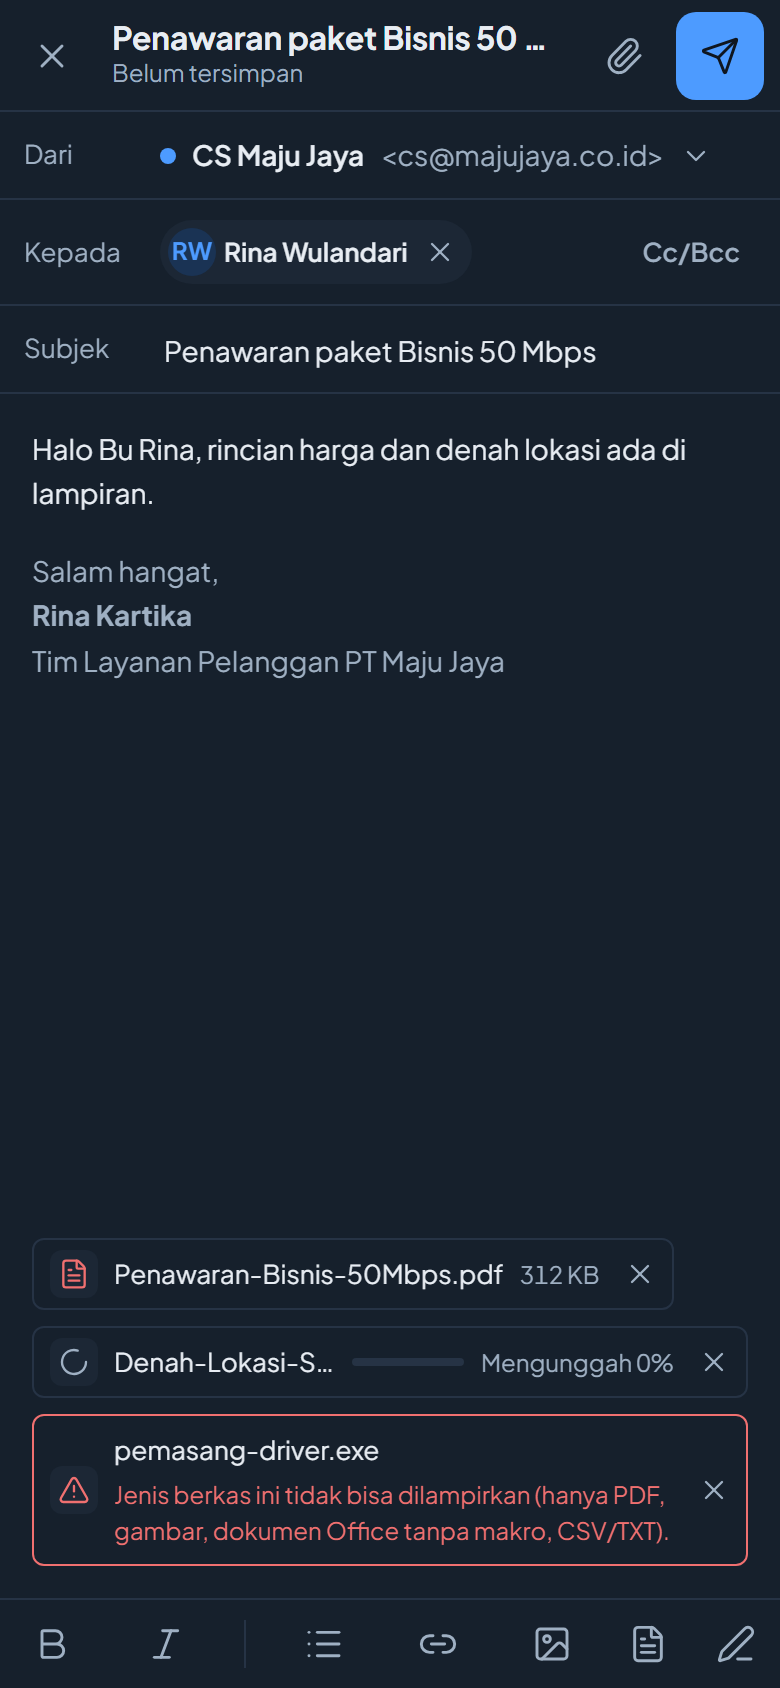 Penawaran paket Bisnis 50 ...
Belum tersimpan
Dari CS Maju Jaya <cs@majujaya.co.id>
Kepada RW Rina Wulandari Cc/Bcc
Subjek Penawaran paket Bisnis 50 Mbps
Halo Bu Rina, rincian harga dan denah lokasi ada di
lampiran.
Salam hangat,
Rina Kartika
Tim Layanan Pelanggan PT Maju Jaya
Penawaran-Bisnis-50Mbps.pdf 312 KB
Denah-Lokasi-S... Mengunggah 0%
pemasang-driver.exe
Jenis berkas ini tidak bisa dilampirkan (hanya PDF,
gambar, dokumen Office tanpa makro, CSV/TXT).